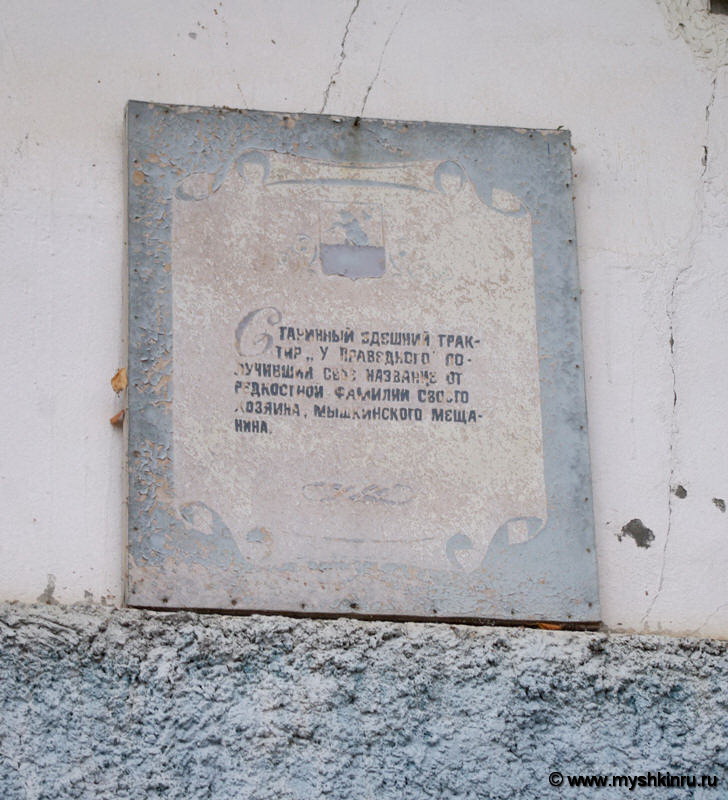 Старинный здешний трак-
тир „У Праведного" по-
лучивший свое название от
редкостной фамилии своего
хозяина, мышкинского меща-
нина.
© www.myshkinru.ru